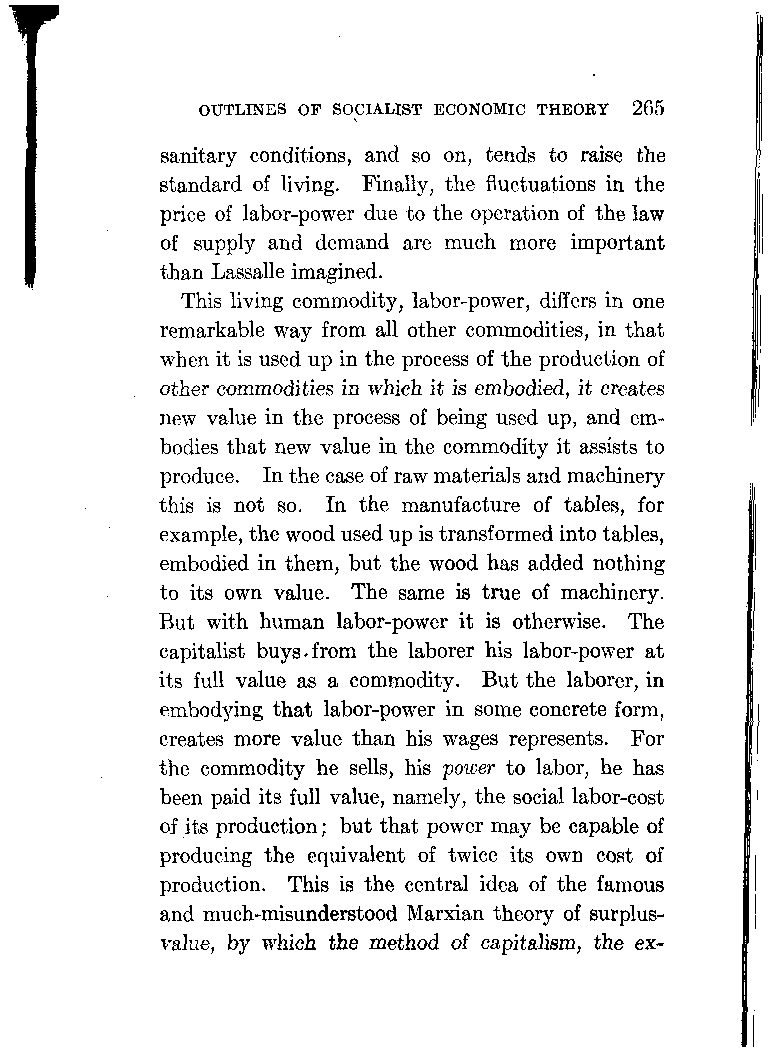 OUTLINES OF SOCIALIST ECONOMIC THEORY 265
sanitary conditions, and so on, tends to raise the
standard of living. Finally, the fluctuations in the
price of labor-power due to the operation of the law
of supply and demand are much more important
than Lassalle imagined.
This living commodity, labor-power, differs in one
remarkable way from all other commodities, in that
when it is used up in the process of the production of
other commodities in which it is embodied, it creates
new value in the process of being used up, and em-
bodies that new value in the commodity it assists to
produce. In the case of raw materials and machinery
this is not so. In the manufacture of tables, for
example, the wood used up is transformed into tables,
embodied in them, but the wood has added nothing
to its own value. The same is true of machinery.
But with human labor-power it is otherwise. The
capitalist buys from the laborer his labor-power at
its full value as a commodity. But the laborer, in
embodying that labor-power in some concrete form,
creates more value than his wages represents. For
the commodity he sells, his power to labor, he has
been paid its full value, namely, the social labor-cost
of its production; but that power may be capable of
producing the equivalent of twice its own cost of
production. This is the central idea of the famous
and much-misunderstood Marxian theory of surplus-
value, by which the method of capitalism, the ex-